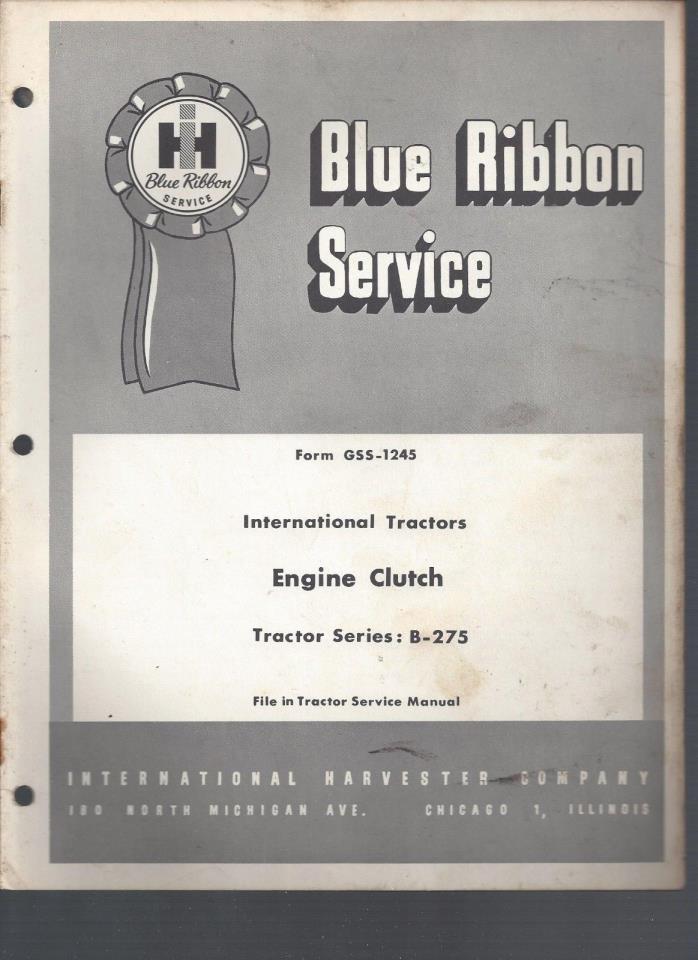 IH
Blue Ribbon
SERVICE
Blue Ribbon
Service
Form GSS-1245
International Tractors
Engine Clutch
Tractor Series: B-275
File in Tractor Service Manual
INTERNATIONAL HARVESTER COMPANY
180 NORTH MICHIGAN AVE. CHICAGO 1, ILLINOIS